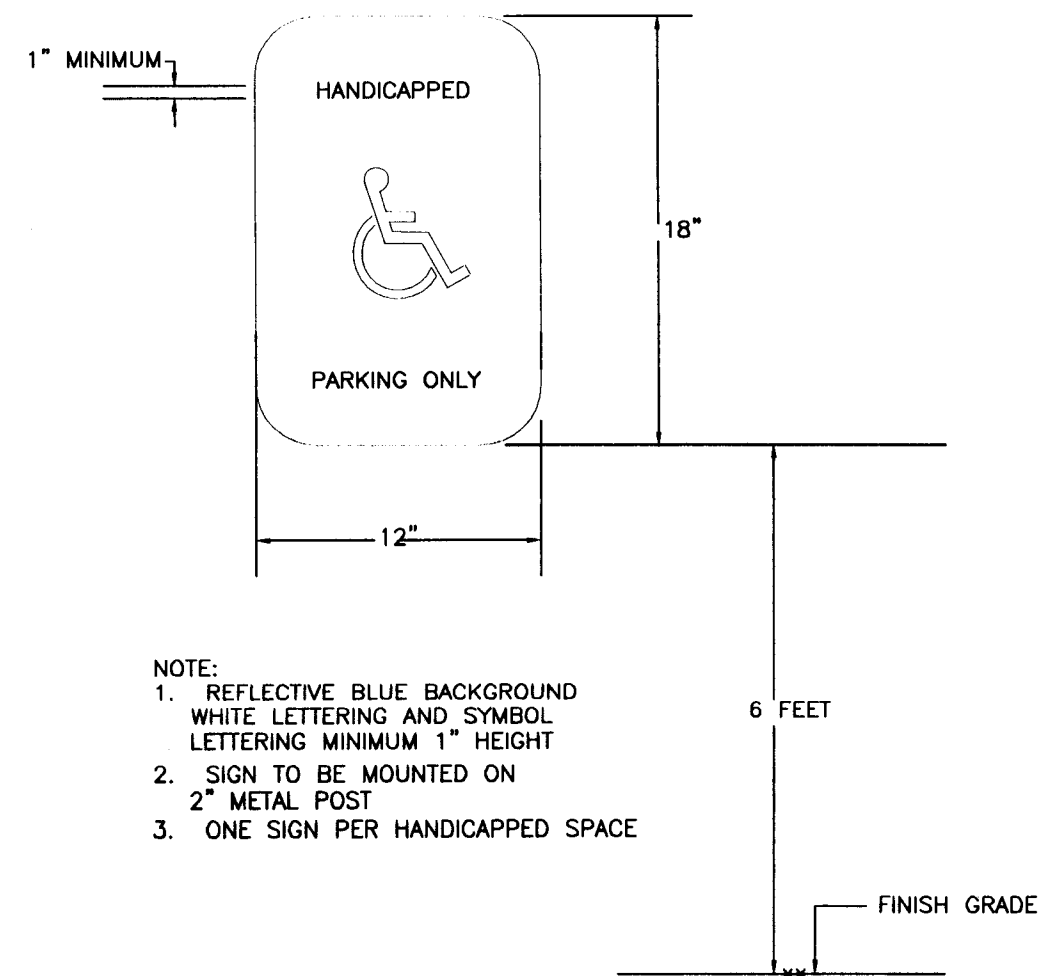 1" MINIMUM
HANDICAPPED
18"
PARKING ONLY
12"
NOTE:
1. REFLECTIVE BLUE BACKGROUND
WHITE LETTERING AND SYMBOL
LETTERING MINIMUM 1" HEIGHT
2. SIGN TO BE MOUNTED ON
2" METAL POST
3. ONE SIGN PER HANDICAPPED SPACE
6 FEET
FINISH GRADE